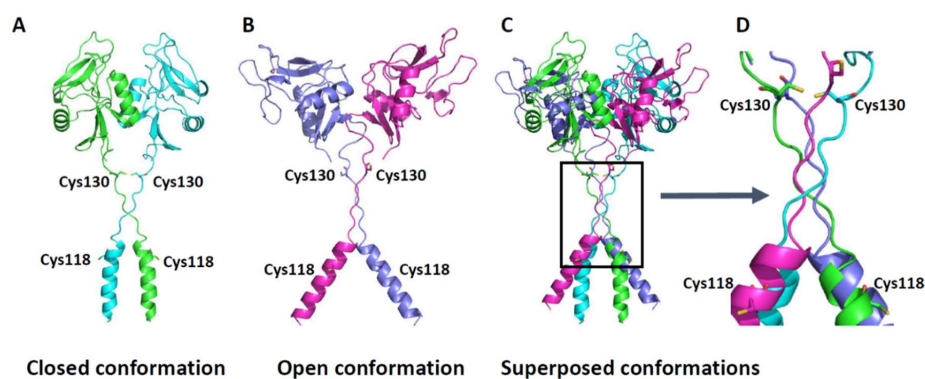 A
B
C
D
Cys130
Cys130
Cys118
Cys118
Cys130
Cys130
Cys118
Cys118
Cys130
Cys130
Cys118
Cys118
Closed conformation
Open conformation
Superposed conformations